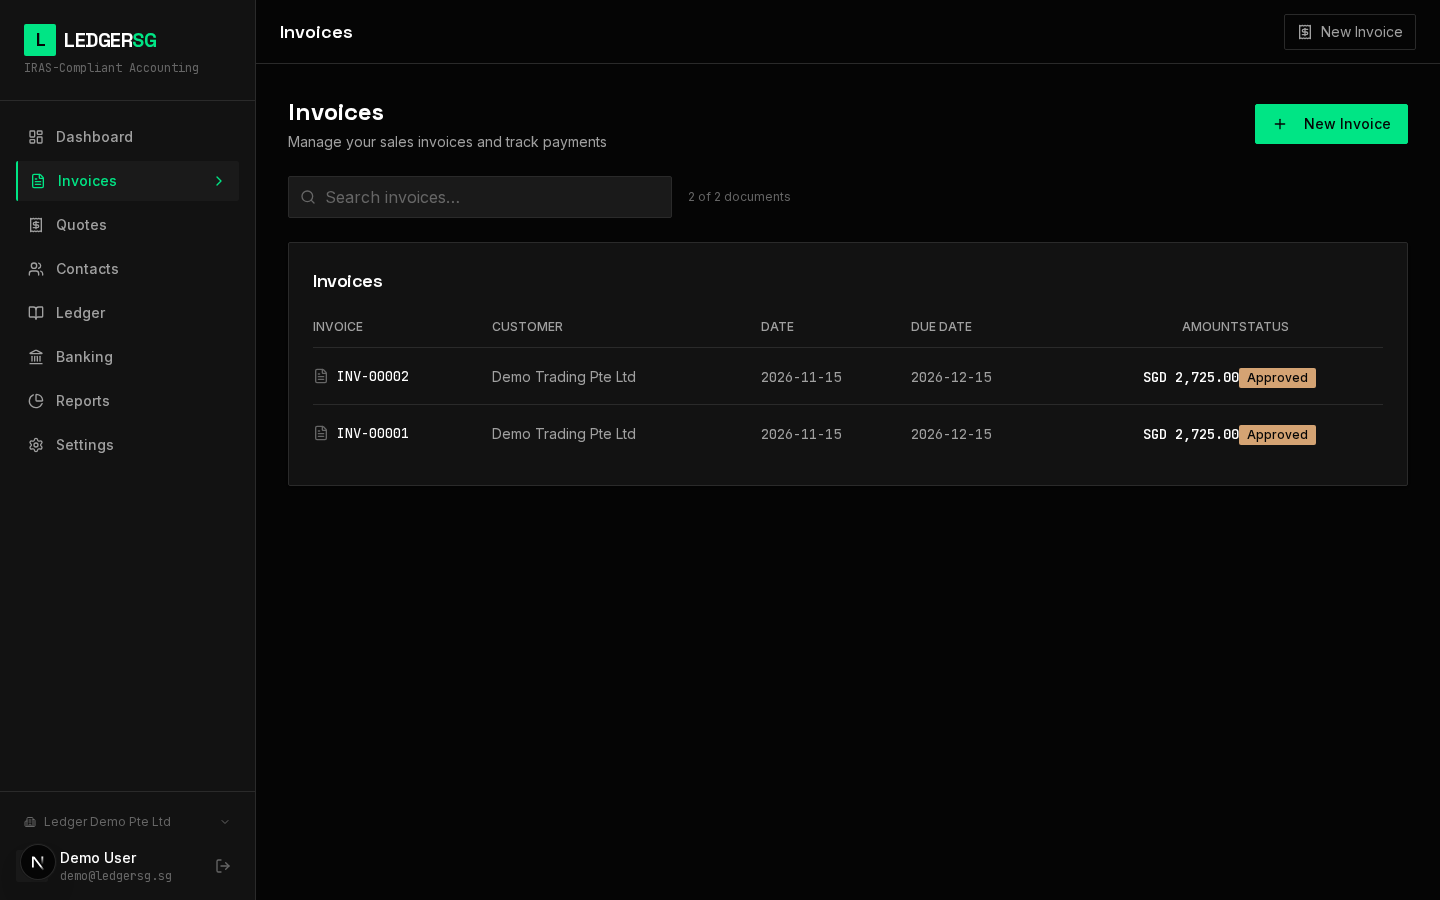 L LEDGERSG
IRAS-Compliant Accounting
Dashboard
Invoices
Quotes
Contacts
Ledger
Banking
Reports
Settings
Ledger Demo Pte Ltd
N
Demo User
demo@ledgersg.sg
Invoices
New Invoice
Invoices
Manage your sales invoices and track payments
New Invoice
Search invoices...
2 of 2 documents
Invoices
INVOICE CUSTOMER DATE DUE DATE AMOUNT STATUS
INV-00002 Demo Trading Pte Ltd 2026-11-15 2026-12-15 SGD 2,725.00 Approved
INV-00001 Demo Trading Pte Ltd 2026-11-15 2026-12-15 SGD 2,725.00 Approved